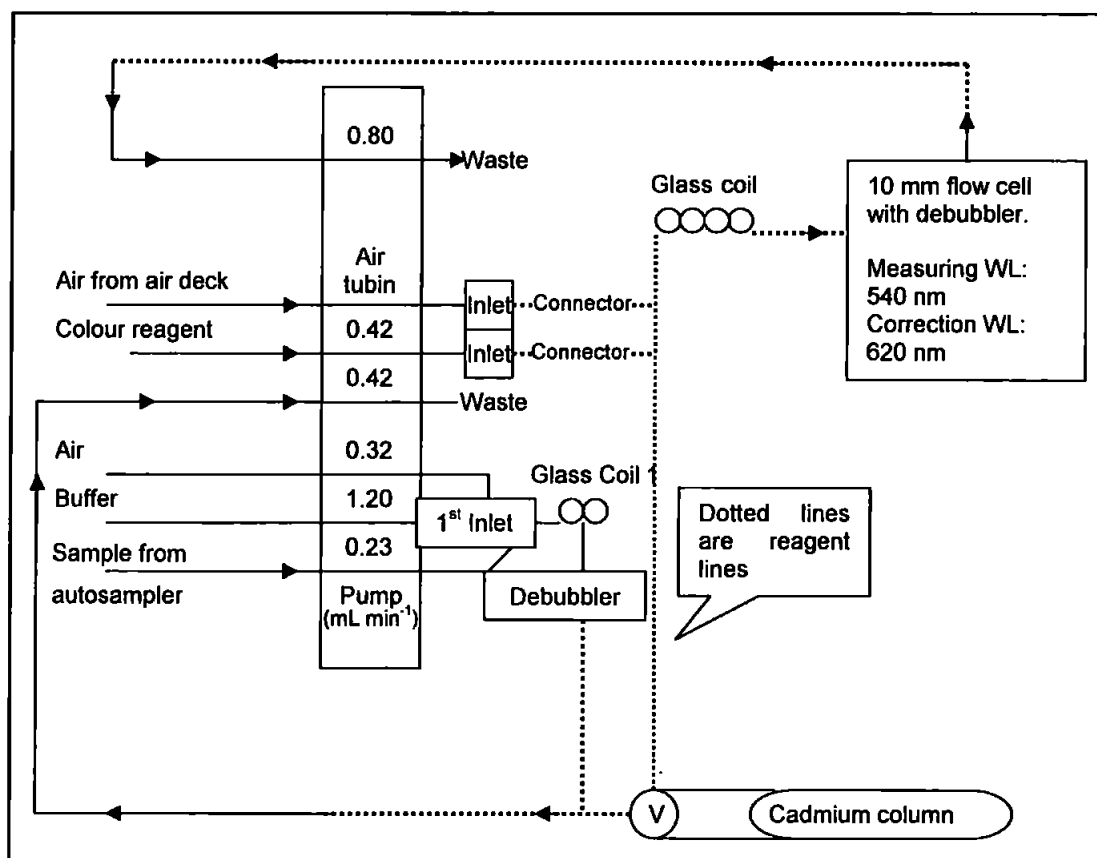 0.80
Waste
Glass coil
10 mm flow cell
with debubbler.
Measuring WL:
540 nm
Correction WL:
620 nm
Air from air deck
Air
tubin
Inlet
Connector
Colour reagent
0.42
Inlet
Connector
0.42
Waste
Air
0.32
Glass Coil 1
Buffer
1.20
1st Inlet
Dotted lines
are reagent
lines
Sample from
autosampler
0.23
Debubbler
Pump
(mL min-1)
V
Cadmium column